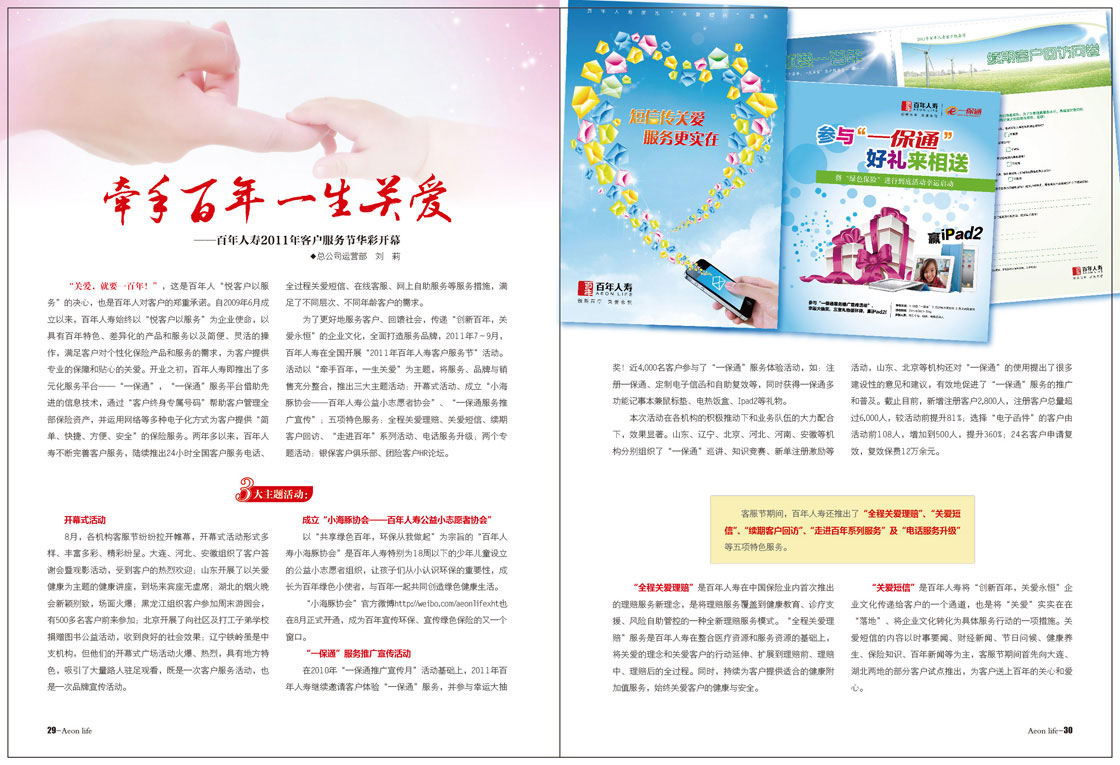 牵手百年 一生关爱
——百年人寿2011年客户服务节华彩开幕
◆总公司运营部 刘 莉
“关爱，就要一百年！”，这是百年人“悦客户以服
务”的决心，也是百年人对客户的郑重承诺。自2009年6月成
立以来，百年人寿始终以“悦客户以服务”为企业使命，以
具有百年特色、差异化的产品和服务以及简便、灵活的操
作，满足客户对个性化保险产品和服务的需求，为客户提供
专业的保障和贴心的关爱。开业之初，百年人寿即推出了多
元化服务平台——“一保通”，“一保通”服务平台借助先
进的信息技术，通过“客户终身专属号码”帮助客户管理全
部保险资产，并运用网络等多种电子化方式为客户提供“简
单、快捷、方便、安全”的保险服务。两年多以来，百年人
寿不断完善客户服务，陆续推出24小时全国客户服务电话、
全过程关爱短信、在线客服、网上自助服务等服务措施，满
足了不同层次、不同年龄客户的需求。
为了更好地服务客户、回馈社会，传递“创新百年，关
爱永恒”的企业文化，全面打造服务品牌，2011年7～9月，
百年人寿在全国开展“2011年百年人寿客户服务节”活动。
活动以“牵手百年，一生关爱”为主题，将服务、品牌与销
售充分整合，推出三大主题活动：开幕式活动、成立“小海
豚协会——百年人寿公益小志愿者协会”、“一保通服务推
广宣传”；五项特色服务：全程关爱理赔、关爱短信、续期
客户回访、“走进百年”系列活动、电话服务升级；两个专
题活动：银保客户俱乐部、团险客户HR论坛。
3大主题活动：
开幕式活动
8月，各机构客服节纷纷拉开帷幕，开幕式活动形式多
样、丰富多彩、精彩纷呈。大连、河北、安徽组织了客户答
谢会暨观影活动，受到客户的热烈欢迎；山东开展了以关爱
健康为主题的健康讲座，到场来宾座无虚席；湖北的烟火晚
会新颖别致，场面火爆；黑龙江组织客户参加周末游园会，
有500多名客户前来参加；北京开展了向社区及打工子弟学校
捐赠图书公益活动，收到良好的社会效果；辽宁铁岭虽是中
支机构，但他们的开幕式广场活动火爆、热烈，具有地方特
色，吸引了大量路人驻足观看，既是一次客户服务活动，也
是一次品牌宣传活动。
成立“小海豚协会——百年人寿公益小志愿者协会”
以“共享绿色百年，环保从我做起”为宗旨的“百年人
寿小海豚协会”是百年人寿特别为18周以下的少年儿童设立
的公益小志愿者组织，让孩子们从小认识环保的重要性，成
长为百年绿色小使者，与百年一起共同创造绿色健康生活。
“小海豚协会”官方微博http//weibo.com/aeonlifexht也
在8月正式开通，成为百年宣传环保、宣传绿色保险的又一个
窗口。
“一保通”服务推广宣传活动
在2010年“一保通推广宣传月”活动基础上，2011年百
年人寿继续邀请客户体验“一保通”服务，并参与幸运大抽
29-Aeon life
短信传关爱
服务更实在
百年人寿
AEON LIFE
续期客户回访问卷
百年人寿
一保通
参与“一保通”
好礼来相送
暨“绿色保险”进行到底活动幸运启动
赢iPad2
百年人寿
奖！近4,000名客户参与了“一保通”服务体验活动，如：注
册一保通、定制电子信函和自助复效等，同时获得一保通多
功能记事本兼鼠标垫、电热饭盒、Ipad2等礼物。
本次活动在各机构的积极推动下和业务队伍的大力配合
下，效果显著。山东、辽宁、北京、河北、河南、安徽等机
构分别组织了“一保通”巡讲、知识竞赛、新单注册激励等
活动，山东、北京等机构还对“一保通”的使用提出了很多
建设性的意见和建议，有效地促进了“一保通”服务的推广
和普及。截止目前，新增注册客户2,800人，注册客户总量超
过6,000人，较活动前提升81%；选择“电子函件”的客户由
活动前108人，增加到500人，提升360%；24名客户申请复
效，复效保费12万余元。
客服节期间，百年人寿还推出了“全程关爱理赔”、“关爱短
信”、“续期客户回访”、“走进百年系列服务”及“电话服务升级”
等五项特色服务。
“全程关爱理赔”是百年人寿在中国保险业内首次推出
的理赔服务新理念，是将理赔服务覆盖到健康教育、诊疗支
援、风险自助管控的一种全新理赔服务模式。“全程关爱理
赔”服务是百年人寿在整合医疗资源和服务资源的基础上，
将关爱的理念和关爱客户的行动延伸、扩展到理赔前、理赔
中、理赔后的全过程。同时，持续为客户提供适合的健康附
加值服务，始终关爱客户的健康与安全。
“关爱短信”是百年人寿将“创新百年，关爱永恒”企
业文化传递给客户的一个通道，也是将“关爱”实实在在
“落地”、将企业文化转化为具体服务行动的一项措施。关
爱短信的内容以时事要闻、财经新闻、节日问候、健康养
生、保险知识、百年新闻等为主，客服节期间首先向大连、
湖北两地的部分客户试点推出，为客户送上百年的关心和爱
心。
Aeon life-30